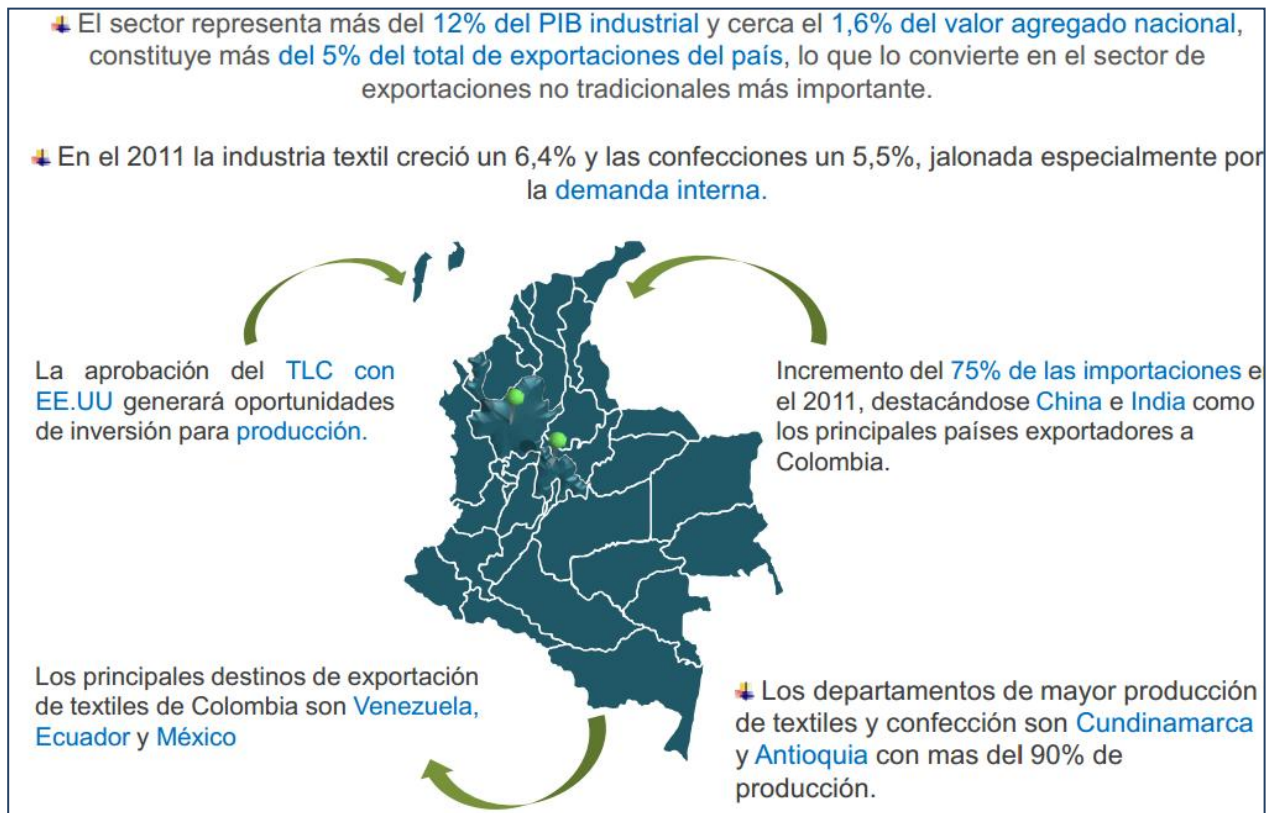 El sector representa más del 12% del PIB industrial y cerca el 1,6% del valor agregado nacional,
constituye más del 5% del total de exportaciones del país, lo que lo convierte en el sector de
exportaciones no tradicionales más importante.
En el 2011 la industria textil creció un 6,4% y las confecciones un 5,5%, jalonada especialmente por
la demanda interna.
La aprobación del TLC con
EE.UU generará oportunidades
de inversión para producción.
Incremento del 75% de las importaciones e
el 2011, destacándose China e India como
los principales países exportadores a
Colombia.
Los principales destinos de exportación
de textiles de Colombia son Venezuela,
Ecuador y México
Los departamentos de mayor producción
de textiles y confección son Cundinamarca
y Antioquia con mas del 90% de
producción.